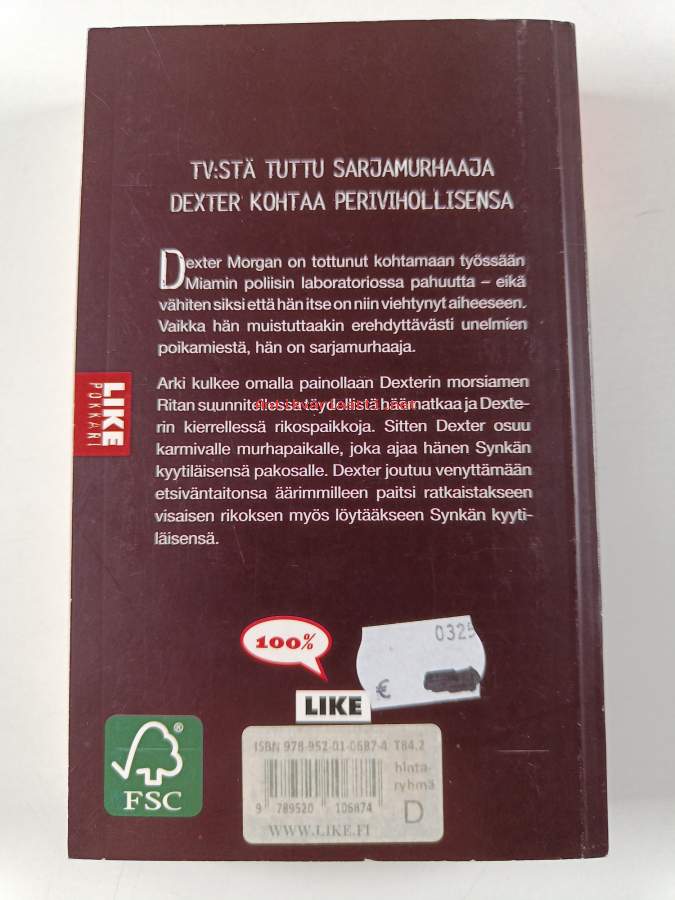 TV:STÄ TUTTU SARJAMURHAAJA
DEXTER KOHTAA PERIVIHOLLISENSA
Dexter Morgan on tottunut kohtamaan työssään
Miamin poliisin laboratoriossa pahuutta – eikä
vähiten siksi että hän itse on niin viehtynyt aiheeseen.
Vaikka hän muistuttaakin erehdyttävästi unelmien
poikamiestä, hän on sarjamurhaaja.
Arki kulkee omalla painollaan Dexterin morsiamen
Ritan suunnitellessa täydellistä häämatkaa ja Dexte-
rin kierrellessä rikospaikkoja. Sitten Dexter osuu
karmivalle murhapaikalle, joka ajaa hänen Synkän
kyytiläisensä pakosalle. Dexter joutuu venyttämään
etsiväntaitonsa äärimmilleen paitsi ratkaistakseen
visaisen rikoksen myös löytääkseen Synkän kyyti-
läisensä.
LIKE
POKKARI
100%
LIKE
0325
€
FSC
®
ISBN 978-952-01-0687-4 T84.2
hinta-
ryhmä
D
9 789520 106874
WWW.LIKE.FI